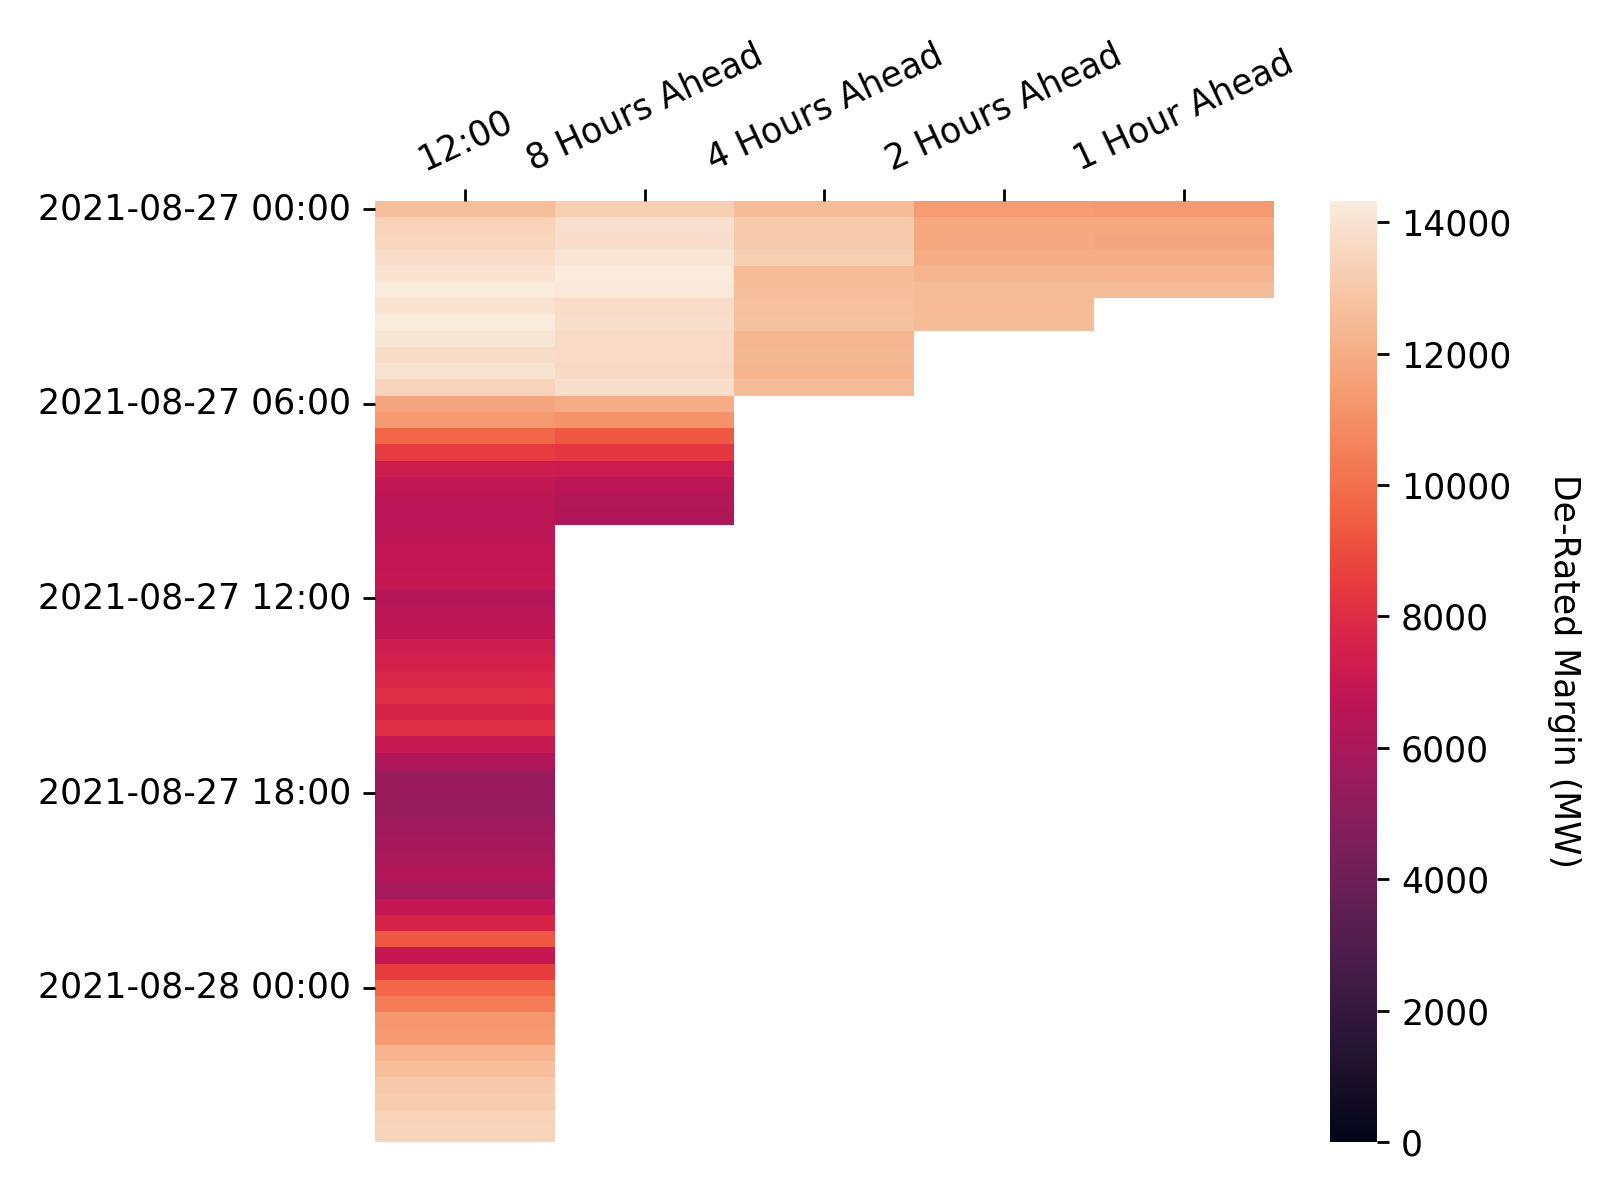 12:00
8 Hours Ahead
4 Hours Ahead
2 Hours Ahead
1 Hour Ahead
2021-08-27 00:00
2021-08-27 06:00
2021-08-27 12:00
2021-08-27 18:00
2021-08-28 00:00
14000
12000
10000
8000
6000
4000
2000
0
De-Rated Margin (MW)